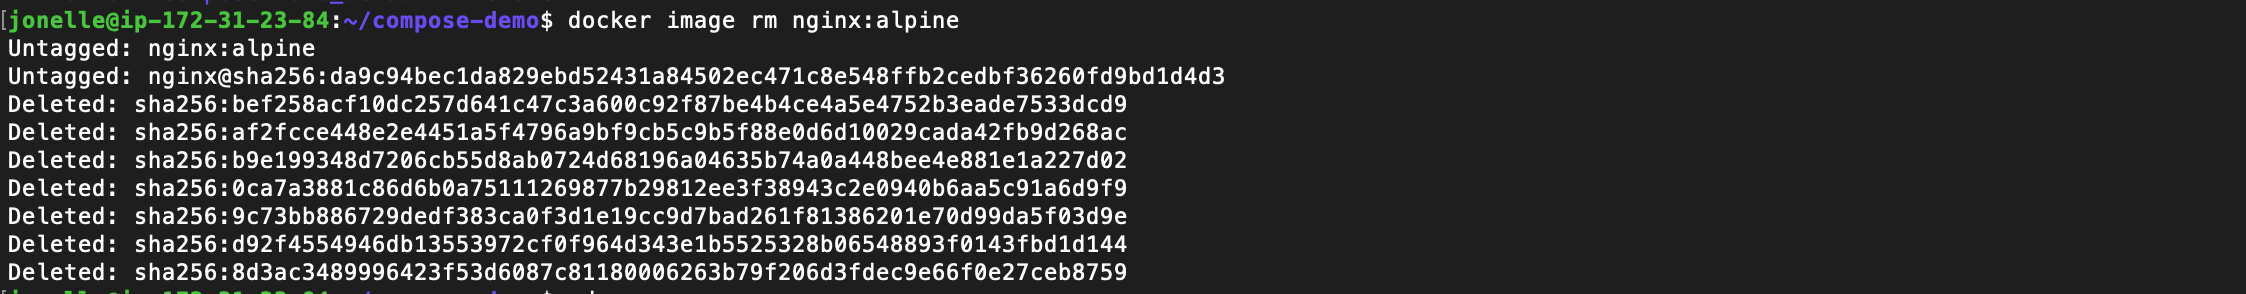 [jonelle@ip-172-31-23-84:~/compose-demo$ docker image rm nginx:alpine
Untagged: nginx:alpine
Untagged: nginx@sha256:da9c94bec1da829ebd52431a84502ec471c8e548ffb2cedbf36260fd9bd1d4d3
Deleted: sha256:bef258acf10dc257d641c47c3a600c92f87be4b4ce4a5e4752b3eade7533dcd9
Deleted: sha256:af2fcce448e2e4451a5f4796a9bf9cb5c9b5f88e0d6d10029cada42fb9d268ac
Deleted: sha256:b9e199348d7206cb55d8ab0724d68196a04635b74a0a448bee4e881e1a227d02
Deleted: sha256:0ca7a3881c86d6b0a75111269877b29812ee3f38943c2e0940b6aa5c91a6d9f9
Deleted: sha256:9c73bb886729dedf383ca0f3d1e19cc9d7bad261f81386201e70d99da5f03d9e
Deleted: sha256:d92f4554946db13553972cf0f964d343e1b5525328b06548893f0143fbd1d144
Deleted: sha256:8d3ac3489996423f53d6087c81180006263b79f206d3fdec9e66f0e27ceb8759